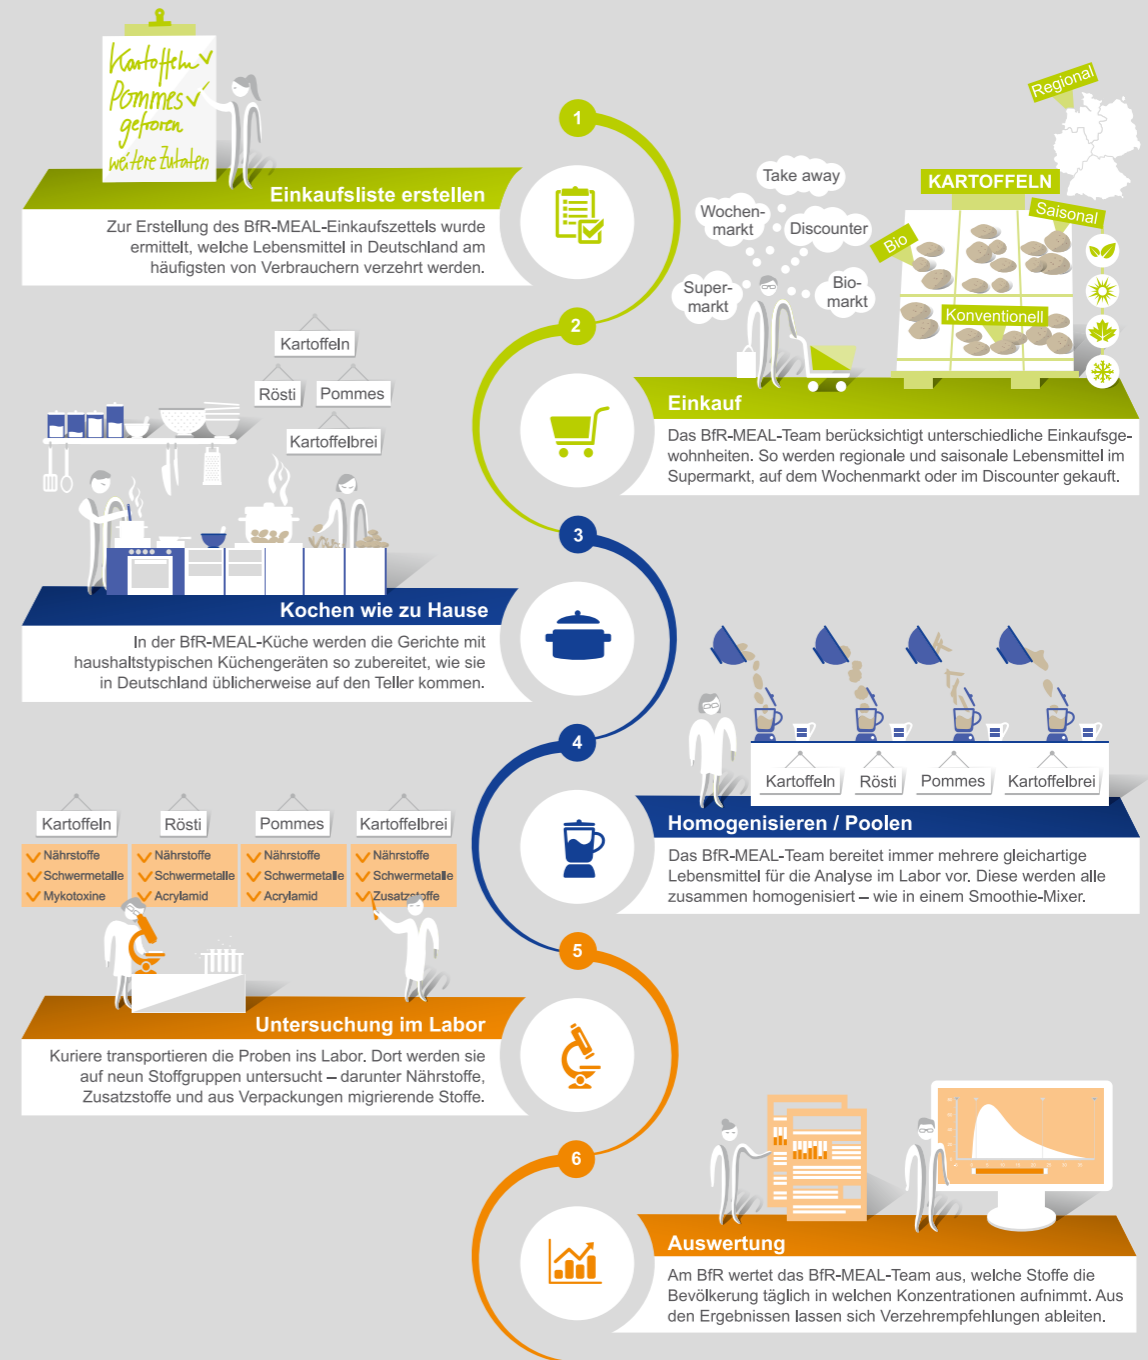 Kartoffeln
Pommes
gefroren
weitere Zutaten
1
Einkaufsliste erstellen
Zur Erstellung des BfR-MEAL-Einkaufszettels wurde
ermittelt, welche Lebensmittel in Deutschland am
häufigsten von Verbrauchern verzehrt werden.
Regional
KARTOFFELN
Saisonal
Bio
Konventionell
Take away
Wochen-
markt
Discounter
Super-
markt
Bio-
markt
2
Einkauf
Das BfR-MEAL-Team berücksichtigt unterschiedliche Einkaufsge-
wohnheiten. So werden regionale und saisonale Lebensmittel im
Supermarkt, auf dem Wochenmarkt oder im Discounter gekauft.
Kartoffeln
Rösti
Pommes
Kartoffelbrei
3
Kochen wie zu Hause
In der BfR-MEAL-Küche werden die Gerichte mit
haushaltstypischen Küchengeräten so zubereitet, wie sie
in Deutschland üblicherweise auf den Teller kommen.
4
Kartoffeln
Rösti
Pommes
Kartoffelbrei
Homogenisieren / Poolen
Das BfR-MEAL-Team bereitet immer mehrere gleichartige
Lebensmittel für die Analyse im Labor vor. Diese werden alle
zusammen homogenisiert – wie in einem Smoothie-Mixer.
Kartoffeln
Nährstoffe
Schwermetalle
Mykotoxine
Rösti
Nährstoffe
Schwermetalle
Acrylamid
Pommes
Nährstoffe
Schwermetalle
Acrylamid
Kartoffelbrei
Nährstoffe
Schwermetalle
Zusatzstoffe
5
Untersuchung im Labor
Kuriere transportieren die Proben ins Labor. Dort werden sie
auf neun Stoffgruppen untersucht – darunter Nährstoffe,
Zusatzstoffe und aus Verpackungen migrierende Stoffe.
6
Auswertung
Am BfR wertet das BfR-MEAL-Team aus, welche Stoffe die
Bevölkerung täglich in welchen Konzentrationen aufnimmt. Aus
den Ergebnissen lassen sich Verzehrempfehlungen ableiten.